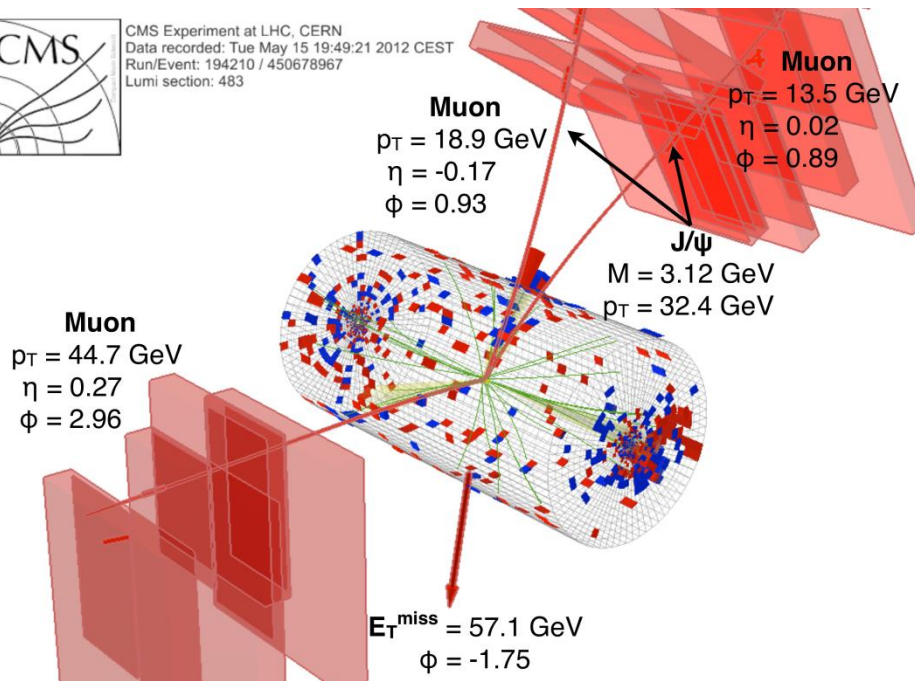 CMS
CMS Experiment at LHC, CERN
Data recorded: Tue May 15 19:49:21 2012 CEST
Run/Event: 194210 / 450678967
Lumi section: 483
Muon
pT = 18.9 GeV
η = -0.17
ϕ = 0.93
Muon
pT = 13.5 GeV
η = 0.02
ϕ = 0.89
J/ψ
M = 3.12 GeV
pT = 32.4 GeV
Muon
pT = 44.7 GeV
η = 0.27
ϕ = 2.96
ETmiss = 57.1 GeV
ϕ = -1.75